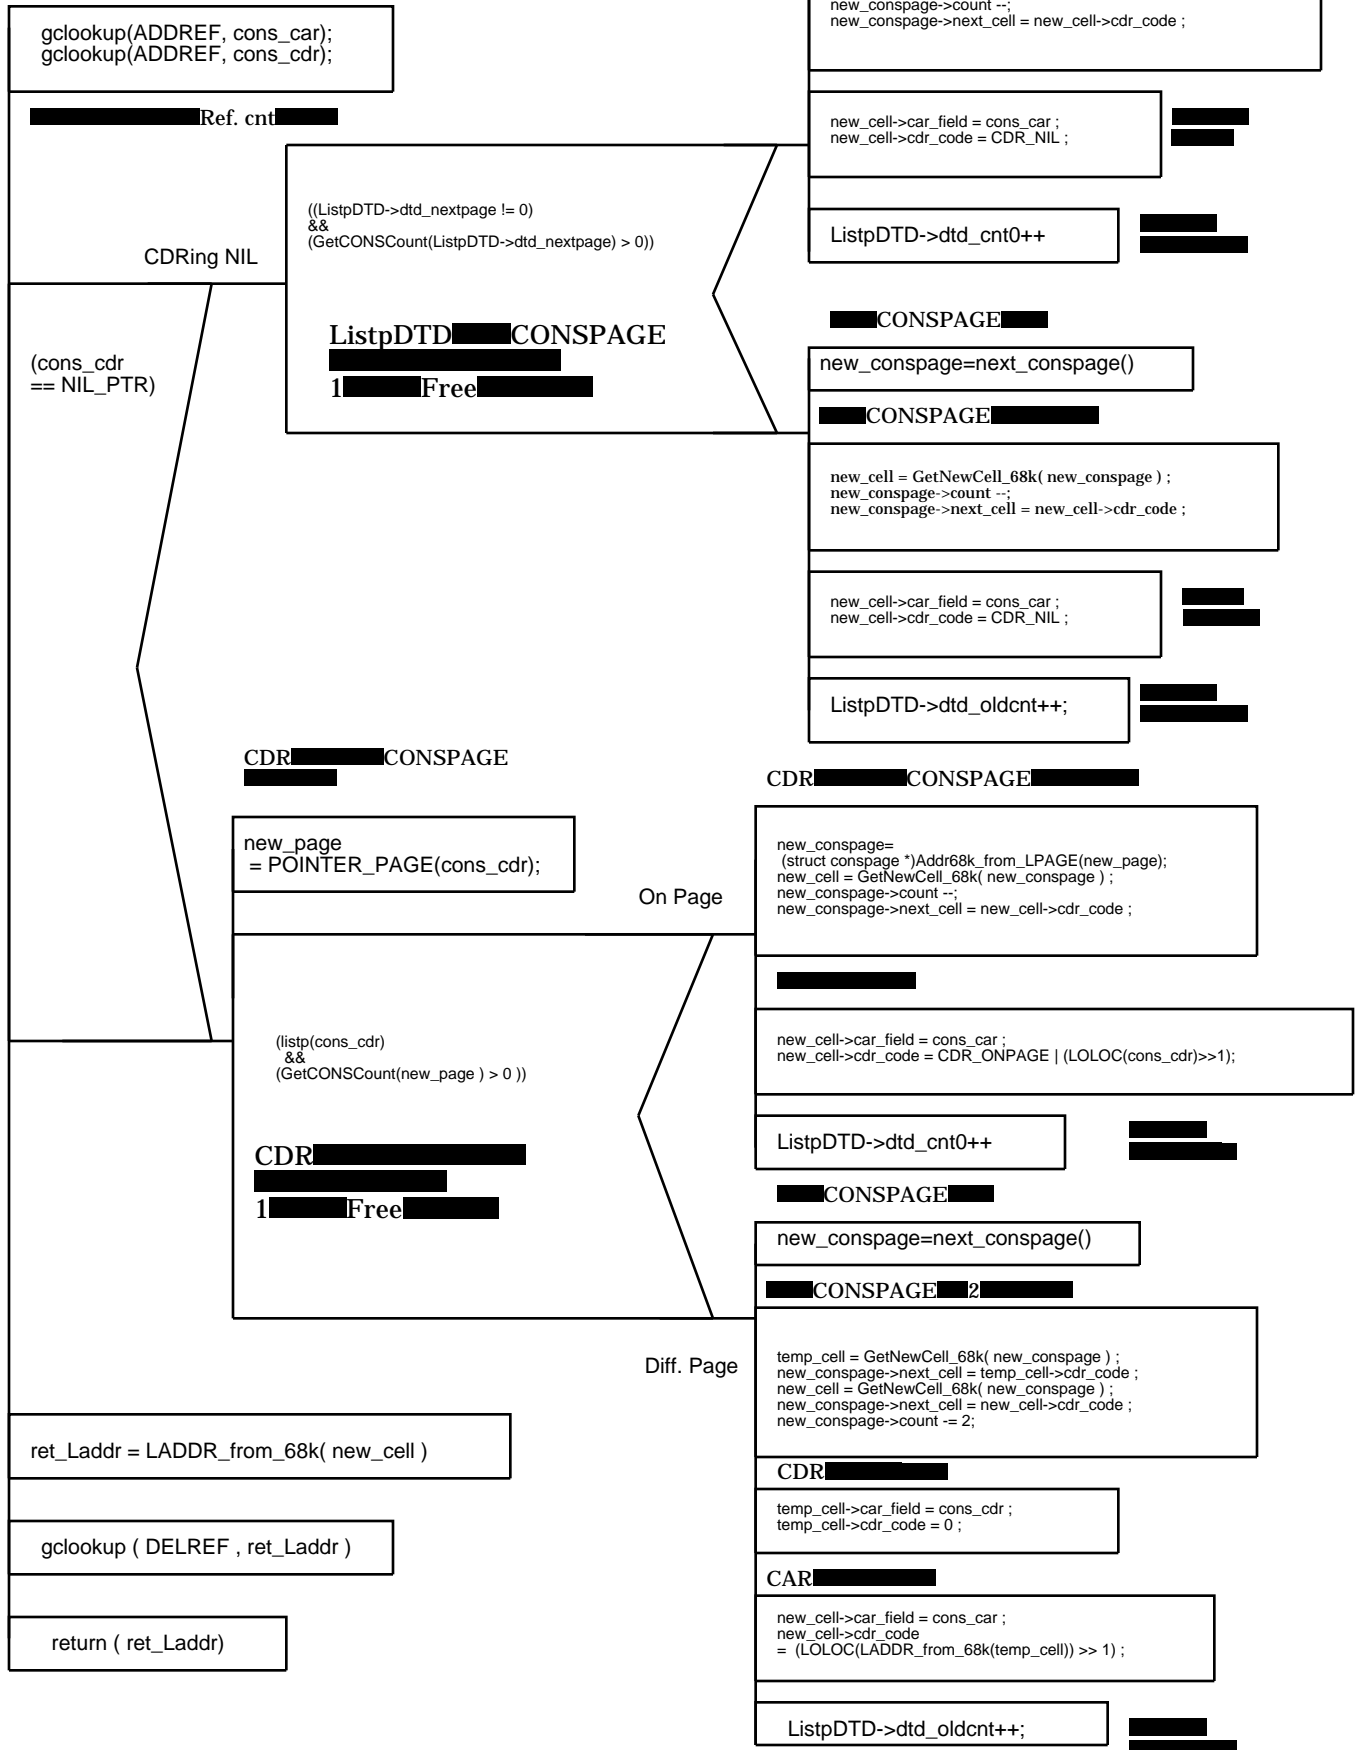 gclookup(ADDREF, cons_car);
gclookup(ADDREF, cons_cdr);
Ref. cnt
CDRing NIL
(cons_cdr
== NIL_PTR)
((ListpDTD->dtd_nextpage != 0)
&&
(GetCONSCount(ListpDTD->dtd_nextpage) > 0))
ListpDTD CONSPAGE
1 Free
new_conspage->count --;
new_conspage->next_cell = new_cell->cdr_code ;
new_cell->car_field = cons_car ;
new_cell->cdr_code = CDR_NIL ;
ListpDTD->dtd_cnt0++
CONSPAGE
new_conspage=next_conspage()
CONSPAGE
new_cell = GetNewCell_68k( new_conspage ) ;
new_conspage->count --;
new_conspage->next_cell = new_cell->cdr_code ;
new_cell->car_field = cons_car ;
new_cell->cdr_code = CDR_NIL ;
ListpDTD->dtd_oldcnt++;
CDR CONSPAGE
new_page
= POINTER_PAGE(cons_cdr);
On Page
(listp(cons_cdr)
&&
(GetCONSCount(new_page ) > 0 ))
CDR
1 Free
Diff. Page
CDR CONSPAGE
new_conspage=
(struct conspage *)Addr68k_from_LPAGE(new_page);
new_cell = GetNewCell_68k( new_conspage ) ;
new_conspage->count --;
new_conspage->next_cell = new_cell->cdr_code ;
new_cell->car_field = cons_car ;
new_cell->cdr_code = CDR_ONPAGE | (LOLOC(cons_cdr)>>1);
ListpDTD->dtd_cnt0++
CONSPAGE
new_conspage=next_conspage()
CONSPAGE 2
temp_cell = GetNewCell_68k( new_conspage ) ;
new_conspage->next_cell = temp_cell->cdr_code ;
new_cell = GetNewCell_68k( new_conspage ) ;
new_conspage->next_cell = new_cell->cdr_code ;
new_conspage->count -= 2;
CDR
temp_cell->car_field = cons_cdr ;
temp_cell->cdr_code = 0 ;
CAR
new_cell->car_field = cons_car ;
new_cell->cdr_code
= (LOLOC(LADDR_from_68k(temp_cell)) >> 1) ;
ListpDTD->dtd_oldcnt++;
ret_Laddr = LADDR_from_68k( new_cell )
gclookup ( DELREF , ret_Laddr )
return ( ret_Laddr)